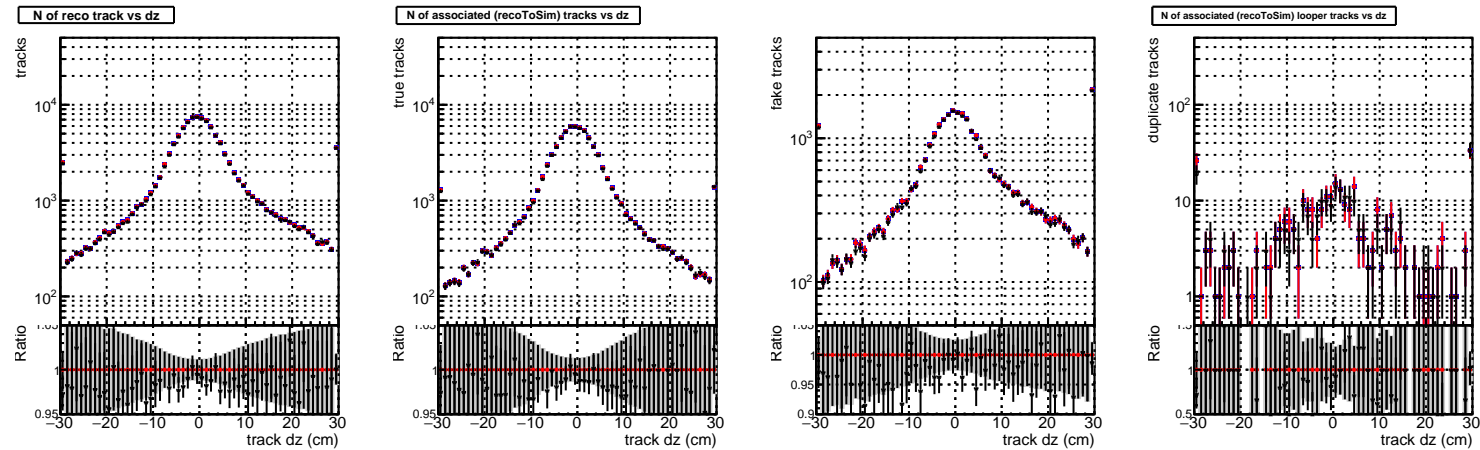 N of reco track vs dz
tracks
10⁴
10³
10²
Ratio
1
0.95
−30 −20 −10 0 10 20 30
track dz (cm)
N of associated (recoToSim) tracks vs dz
true tracks
10⁴
10³
10²
Ratio
1
0.95
−30 −20 −10 0 10 20 30
track dz (cm)
fake tracks
10³
10²
Ratio
1
0.95
0.9
−30 −20 −10 0 10 20 30
track dz (cm)
N of associated (recoToSim) looper tracks vs dz
duplicate tracks
10²
10
1
Ratio
1
0.5
−30 −20 −10 0 10 20 30
track dz (cm)